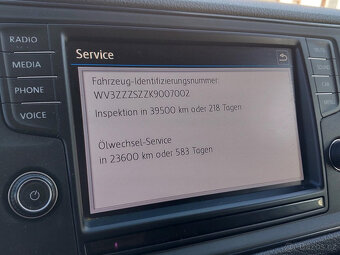 RADIO
MEDIA
PHONE
VOICE
Service
Fahrzeug-Identifizierungsnummer:
WV3ZZZSZZK9007002
Inspektion in 39500 km oder 218 Tagen
Ölwechsel-Service
in 23600 km oder 583 Tagen
CAR